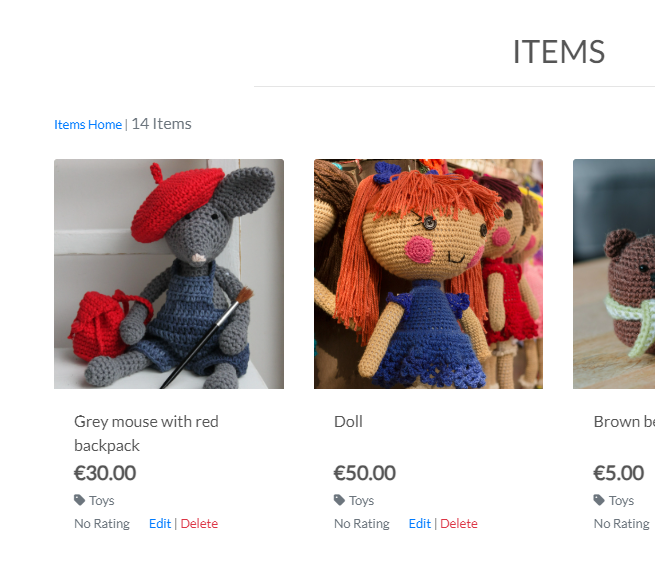 ITEMS
Items Home | 14 Items
Grey mouse with red
backpack
€30.00
Toys
No Rating Edit | Delete
Doll
€50.00
Toys
No Rating Edit | Delete
Brown
€5.00
Toys
No Rating